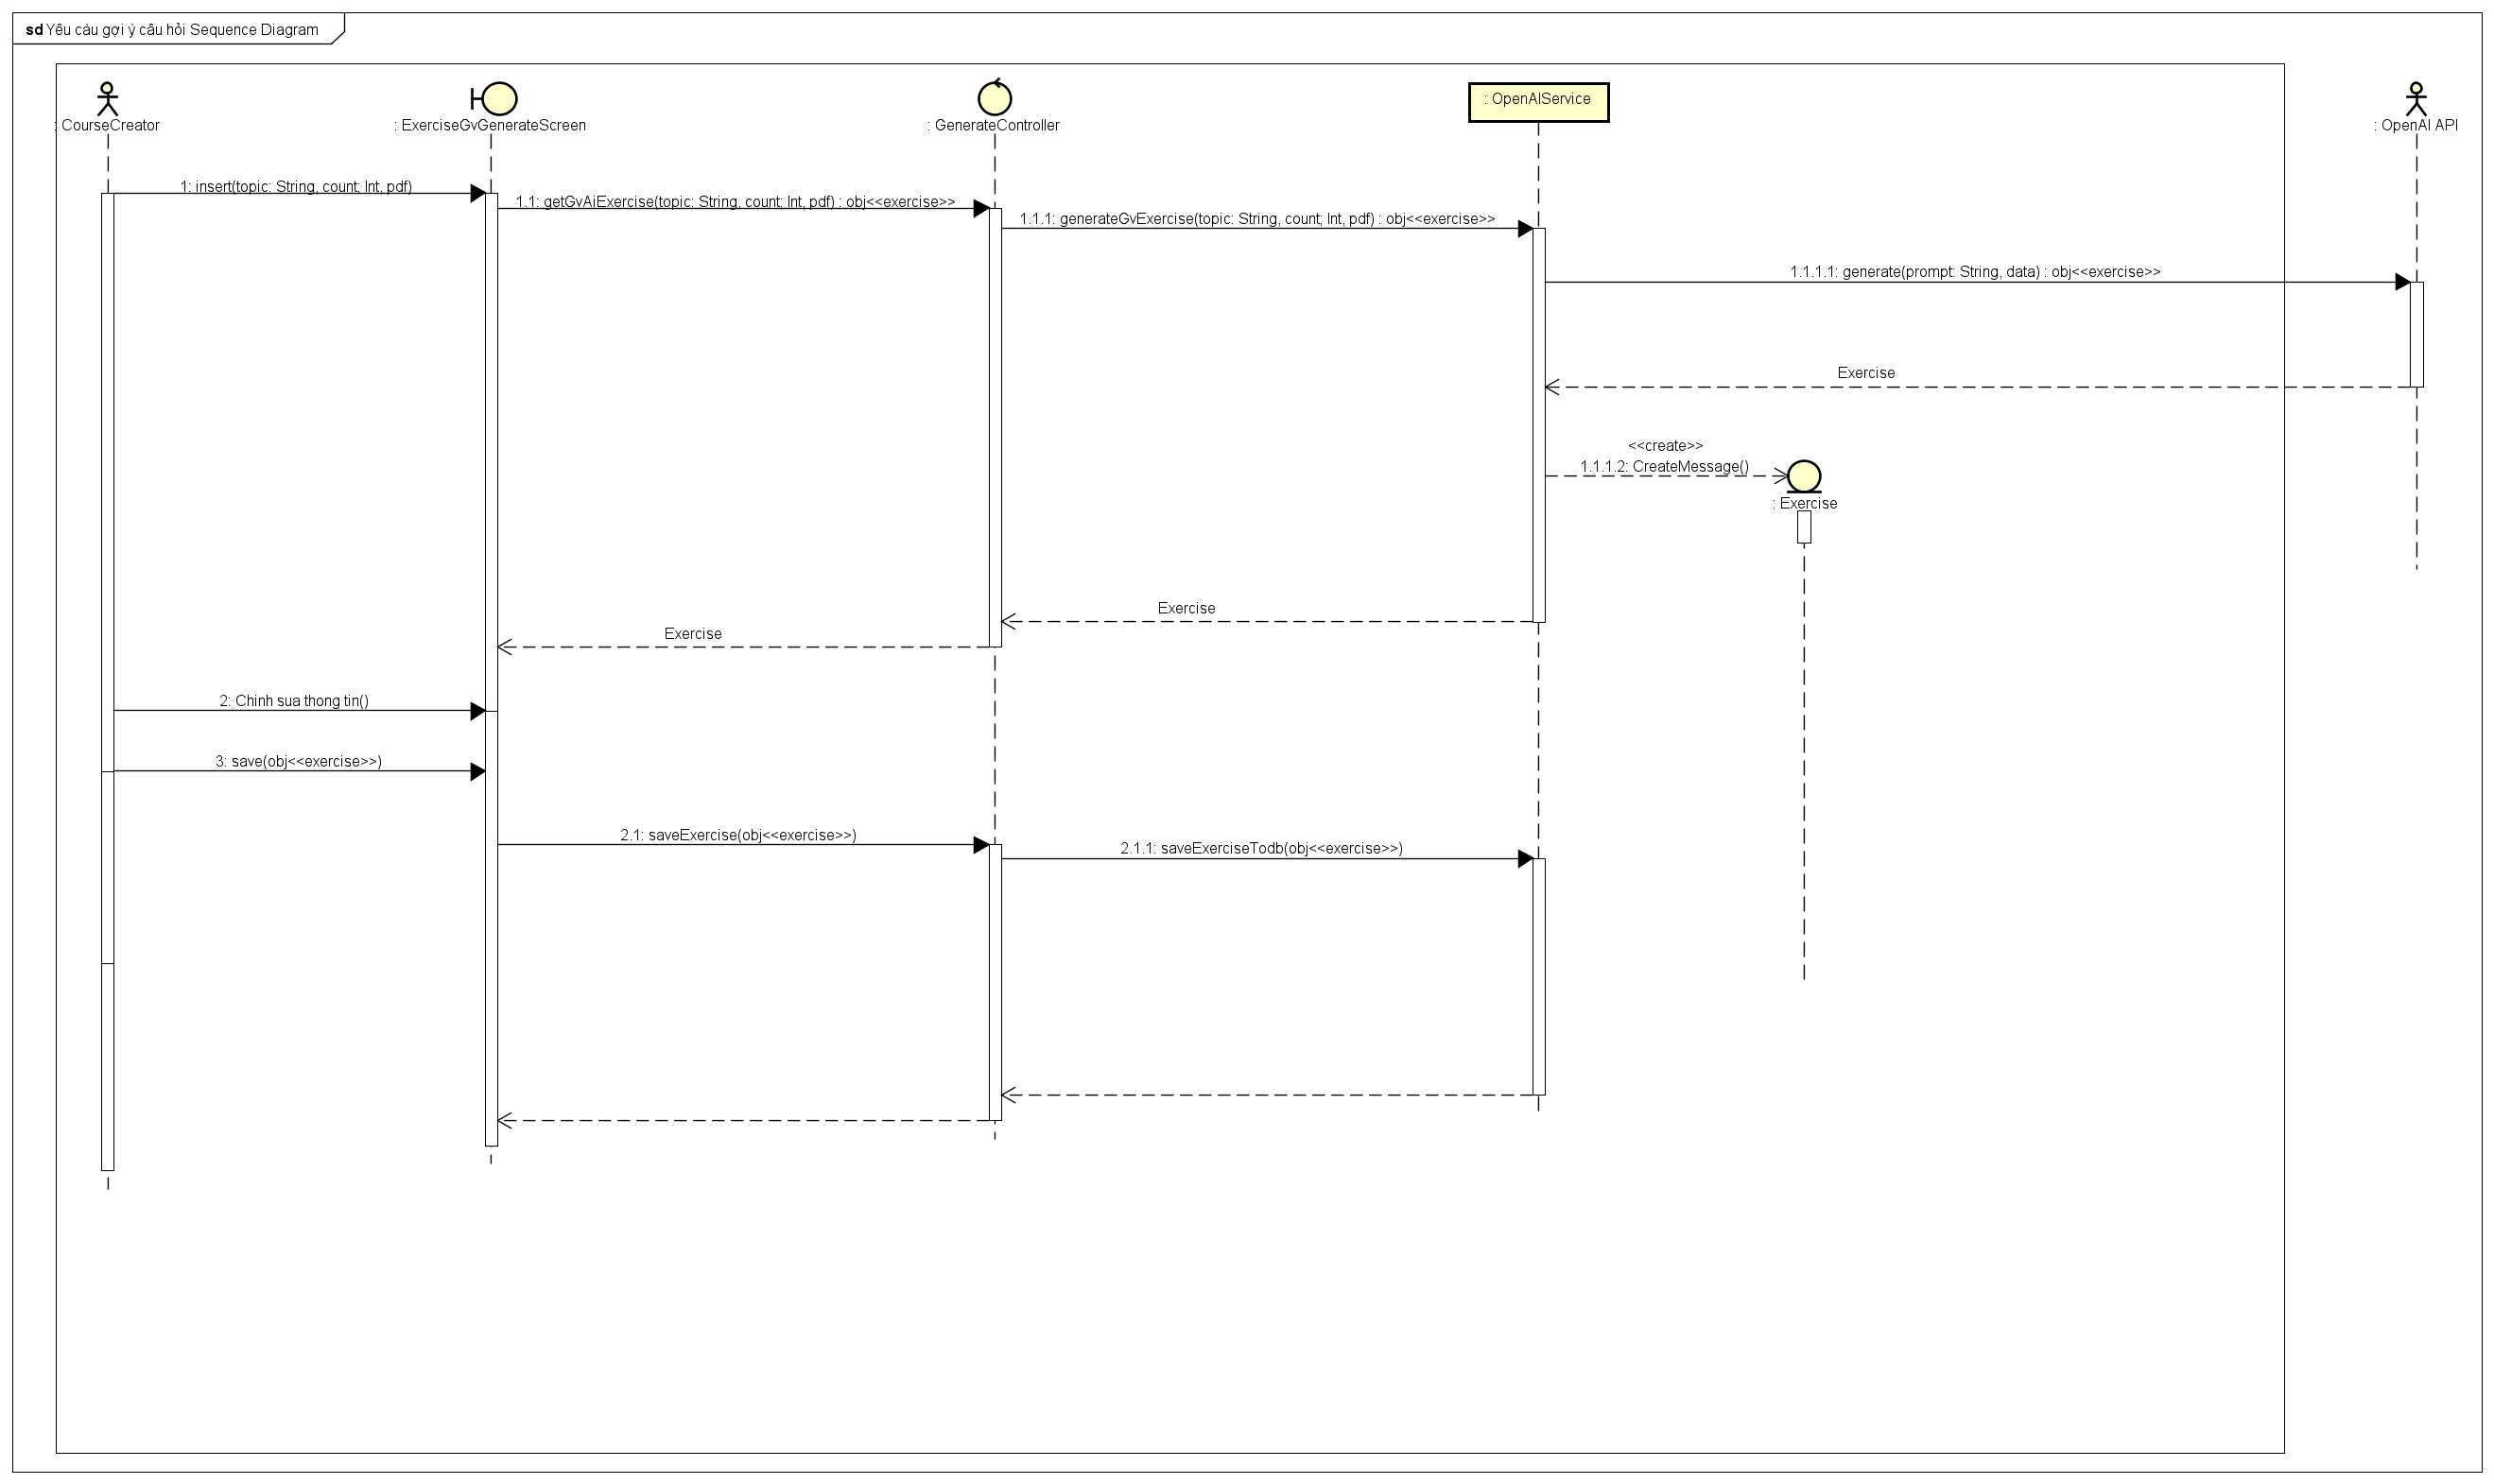 sd Yêu cầu gợi ý câu hỏi Sequence Diagram
: CourseCreator
: ExerciseGvGenerateScreen
: GenerateController
: OpenAIService
: OpenAI API
1: insert(topic: String, count; Int, pdf)
1.1: getGvAiExercise(topic: String, count; Int, pdf) : obj<<exercise>>
1.1.1: generateGvExercise(topic: String, count; Int, pdf) : obj<<exercise>>
1.1.1.1: generate(prompt: String, data) : obj<<exercise>>
Exercise
<<create>>
1.1.1.2: CreateMessage()
: Exercise
Exercise
Exercise
2: Chinh sua thong tin()
3: save(obj<<exercise>>)
2.1: saveExercise(obj<<exercise>>)
2.1.1: saveExerciseTodb(obj<<exercise>>)